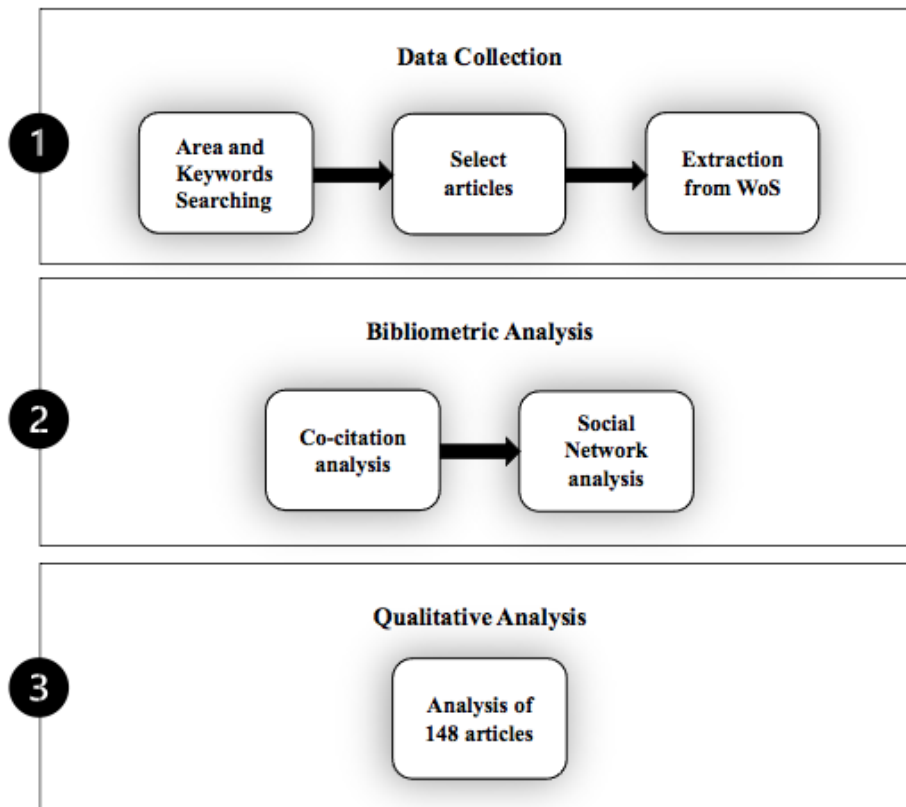 Data Collection
1
Area and
Keywords
Searching
Select
articles
Extraction
from WoS
Bibliometric Analysis
2
Co-citation
analysis
Social
Network
analysis
Qualitative Analysis
3
Analysis of
148 articles